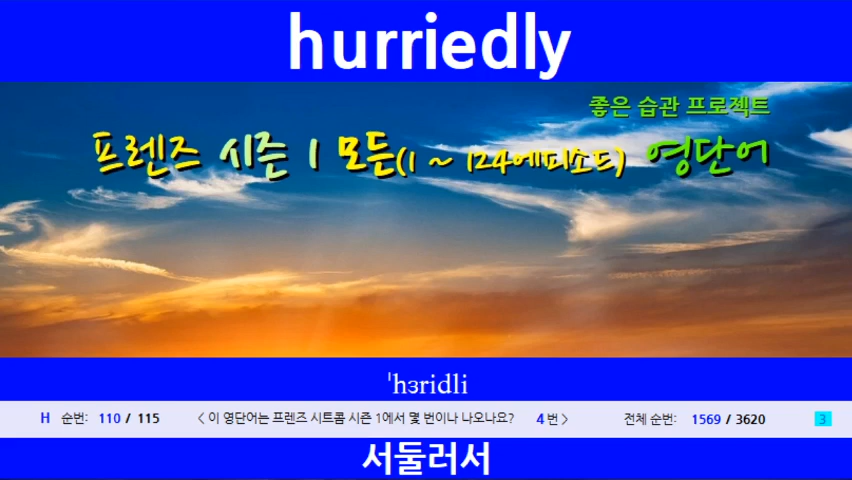 hurriedly
좋은 습관 프로젝트
프렌즈 시즌 1 모든(1 ~ 124에피소드) 영단어
ˈhɜridli
H 순번: 110 / 115 < 이 영단어는 프렌즈 시트콤 시즌 1에서 몇 번이나 나오나요? 4 번 > 전체 순번: 1569 / 3620 3
서둘러서